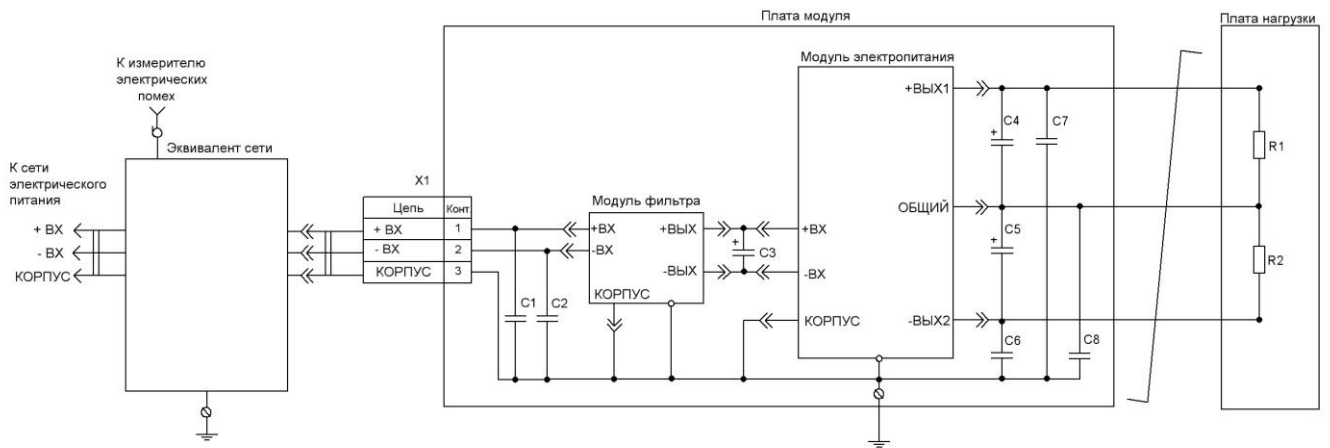 Плата модуля
Плата нагрузки
К измерителю
электрических
помех
Модуль электропитания
+ВЫХ1
C4
C7
R1
Эквивалент сети
К сети
электрического
питания
X1
Цепь
Конт.
Модуль фильтра
ОБЩИЙ
+ ВХ
+ ВХ
1
+ВХ
+ВЫХ
+ВХ
C5
- ВХ
- ВХ
2
-ВХ
C3
R2
КОРПУС
КОРПУС
3
-ВЫХ
-ВХ
КОРПУС
C1
C2
КОРПУС
-ВЫХ2
C6
C8
+
+
+